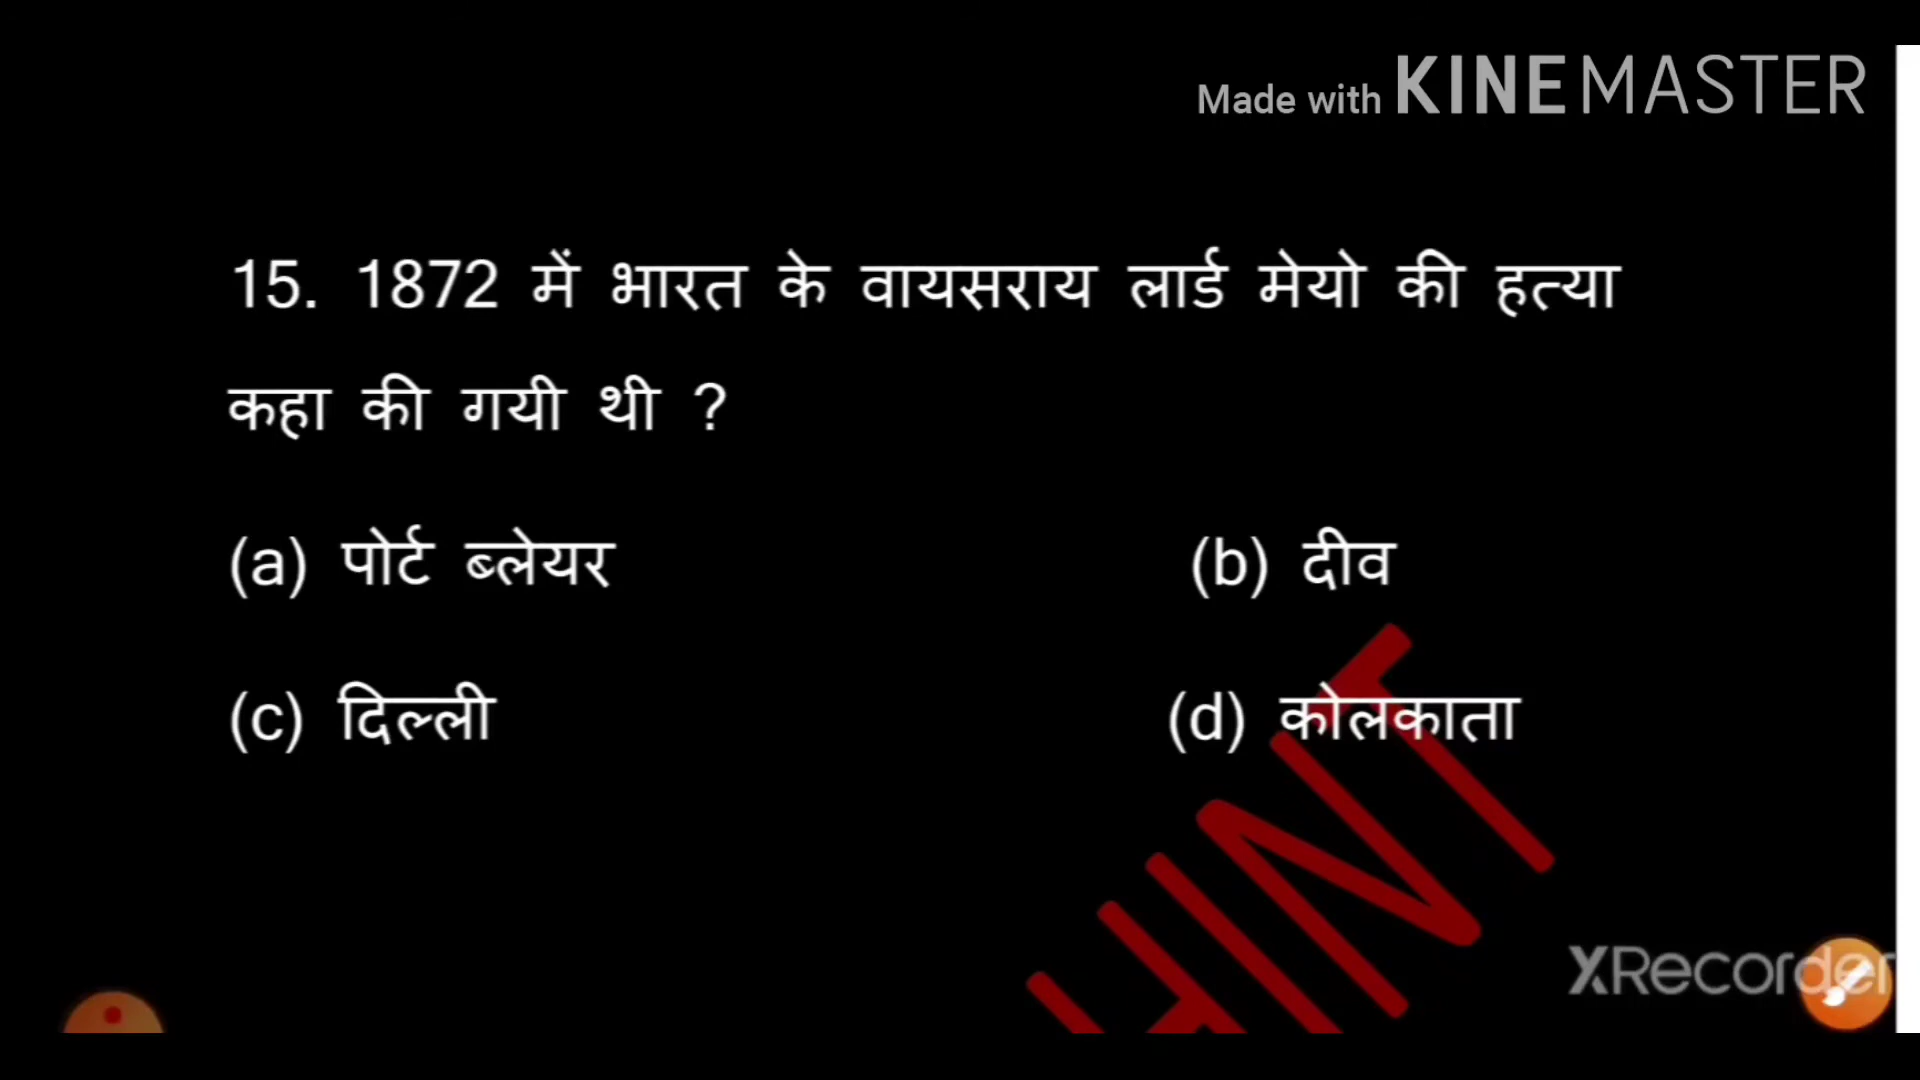 Made with KINEMASTER
15. 1872 में भारत के वायसराय लार्ड मेयो की हत्या
कहा की गयी थी ?
(a) पोर्ट ब्लेयर (b) दीव
(c) दिल्ली (d) कोलकाता
HINT
XRecorder